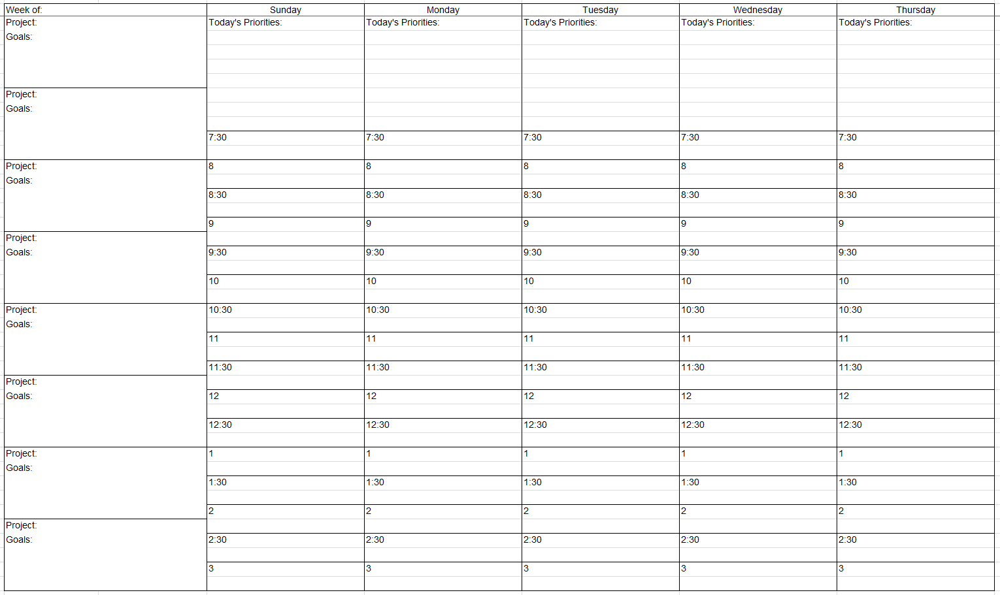 Week of: Sunday Monday Tuesday Wednesday Thursday
Project: Today's Priorities: Today's Priorities: Today's Priorities: Today's Priorities: Today's Priorities:
Goals:
Project:
Goals:
7:30 7:30 7:30 7:30 7:30
Project: 8 8 8 8 8
Goals:
8:30 8:30 8:30 8:30 8:30
9 9 9 9 9
Project:
Goals: 9:30 9:30 9:30 9:30 9:30
10 10 10 10 10
Project: 10:30 10:30 10:30 10:30 10:30
Goals:
11 11 11 11 11
11:30 11:30 11:30 11:30 11:30
Project:
Goals: 12 12 12 12 12
12:30 12:30 12:30 12:30 12:30
Project: 1 1 1 1 1
Goals:
1:30 1:30 1:30 1:30 1:30
2 2 2 2 2
Project:
Goals: 2:30 2:30 2:30 2:30 2:30
3 3 3 3 3